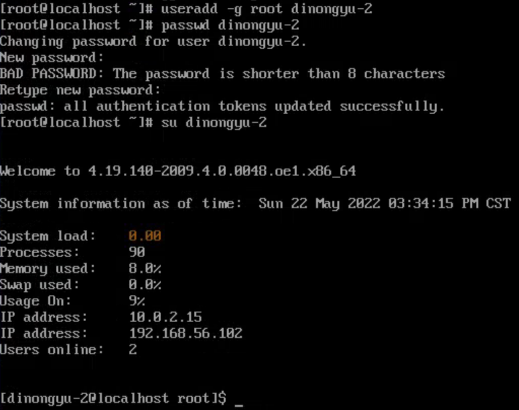 [root@localhost ~]# useradd -g root dinongyu-2
[root@localhost ~]# passwd dinongyu-2
Changing password for user dinongyu-2.
New password:
BAD PASSWORD: The password is shorter than 8 characters
Retype new password:
passwd: all authentication tokens updated successfully.
[root@localhost ~]# su dinongyu-2
Welcome to 4.19.140-2009.4.0.0048.oe1.x86_64
System information as of time:  Sun 22 May 2022 03:34:15 PM CST
System load:    0.00
Processes:      90
Memory used:    8.0%
Swap used:      0.0%
Usage On:       9%
IP address:     10.0.2.15
IP address:     192.168.56.102
Users online:   2
[dinongyu-2@localhost root]$ _